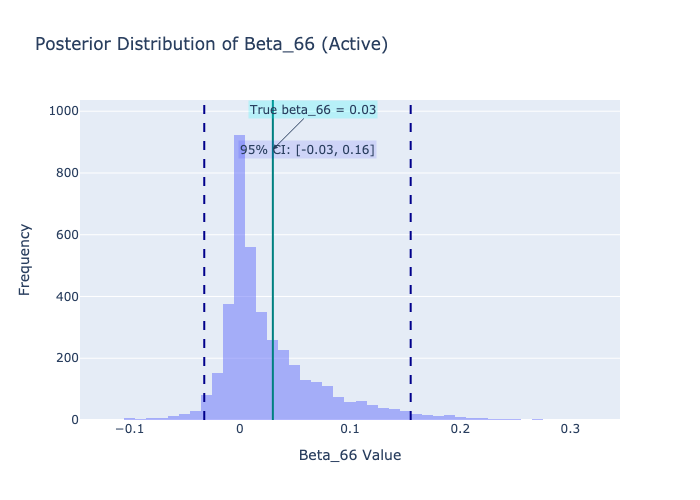 Posterior Distribution of Beta_66 (Active)
True beta_66 = 0.03
95% CI: [-0.03, 0.16]
Frequency
1000
800
600
400
200
0
−0.1
0
0.1
0.2
0.3
Beta_66 Value